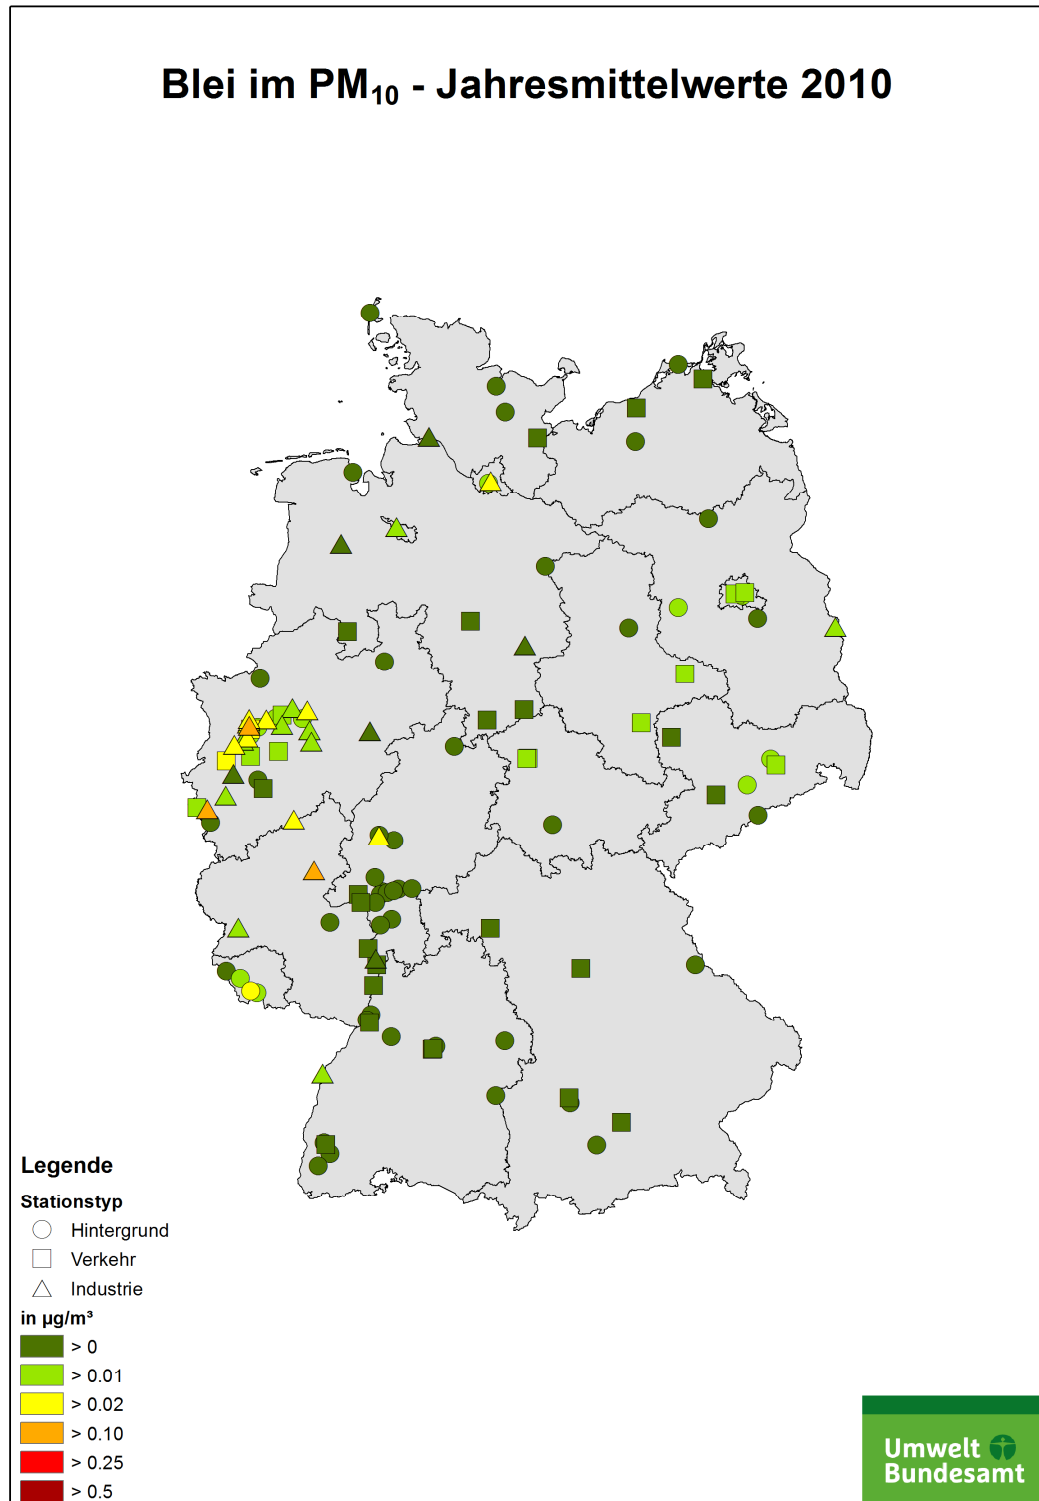 Blei im PM₁₀ - Jahresmittelwerte 2010
Legende
Stationstyp
Hintergrund
Verkehr
Industrie
in µg/m³
> 0
> 0.01
> 0.02
> 0.10
> 0.25
> 0.5
Umwelt
Bundesamt